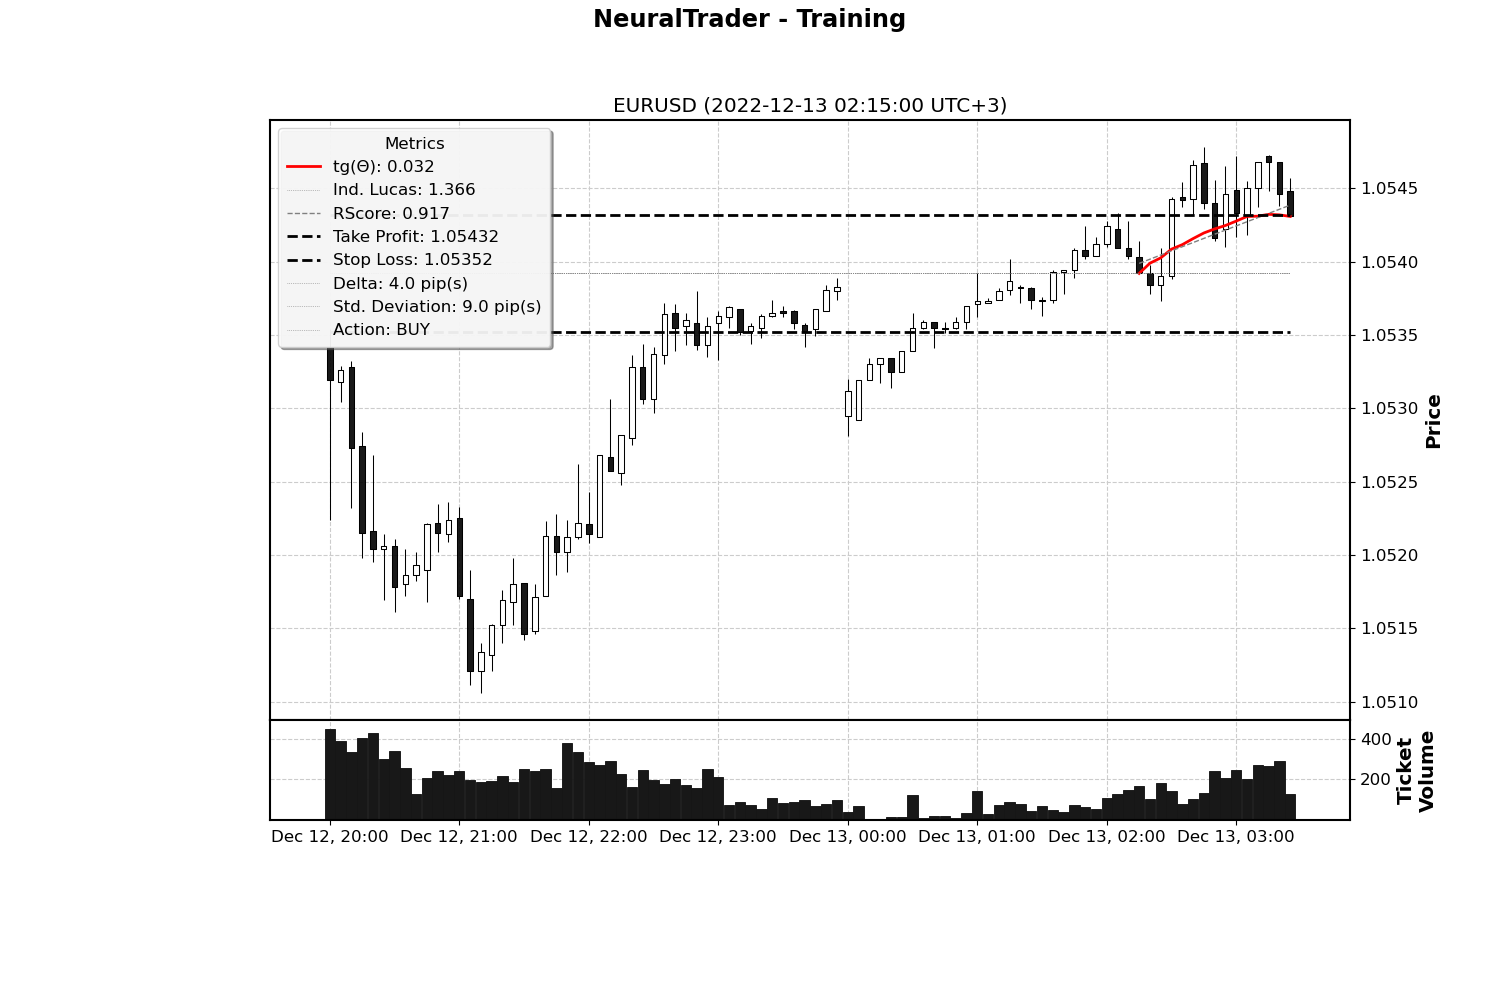 NeuralTrader - Training
EURUSD (2022-12-13 02:15:00 UTC+3)
Metrics
tg(Θ): 0.032
Ind. Lucas: 1.366
RScore: 0.917
Take Profit: 1.05432
Stop Loss: 1.05352
Delta: 4.0 pip(s)
Std. Deviation: 9.0 pip(s)
Action: BUY
1.0545
1.0540
1.0535
1.0530
1.0525
1.0520
1.0515
1.0510
Price
400
200
Ticket
Volume
Dec 12, 20:00
Dec 12, 21:00
Dec 12, 22:00
Dec 12, 23:00
Dec 13, 00:00
Dec 13, 01:00
Dec 13, 02:00
Dec 13, 03:00